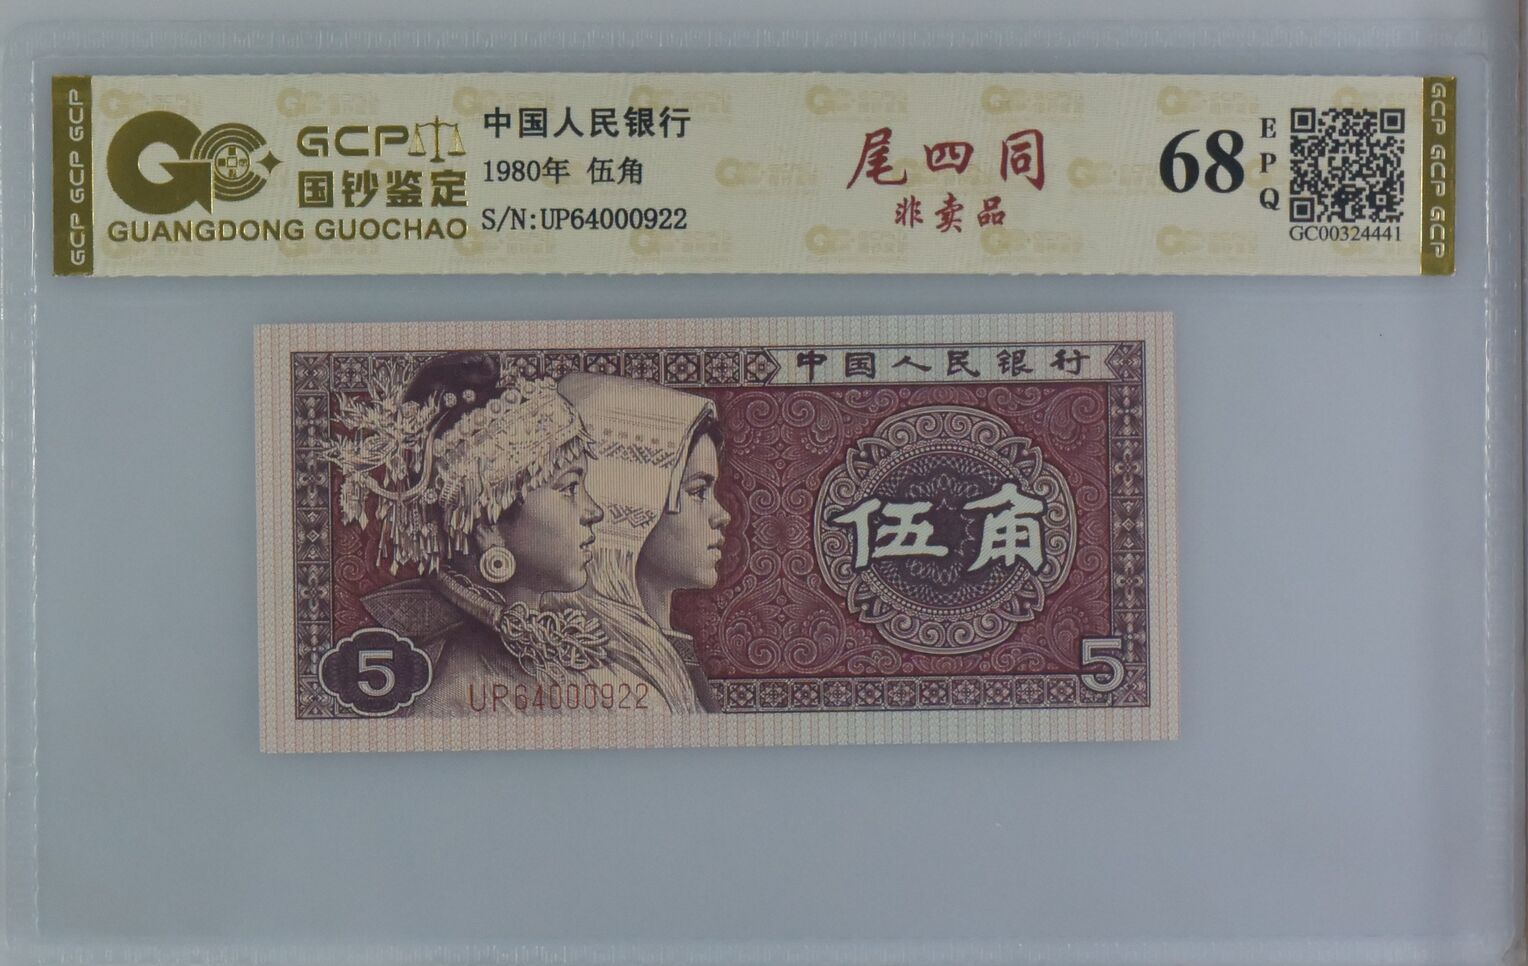 GCP GCP GCP
GCP
国钞鉴定
GUANGDONG GUOCHAO
中国人民银行
1980年 伍角
S/N:UP64000922
尾四同
非卖品
68
EPQ
GC00324441
GCP GCP GCP
中国人民银行
伍角
5
5
UP64000922